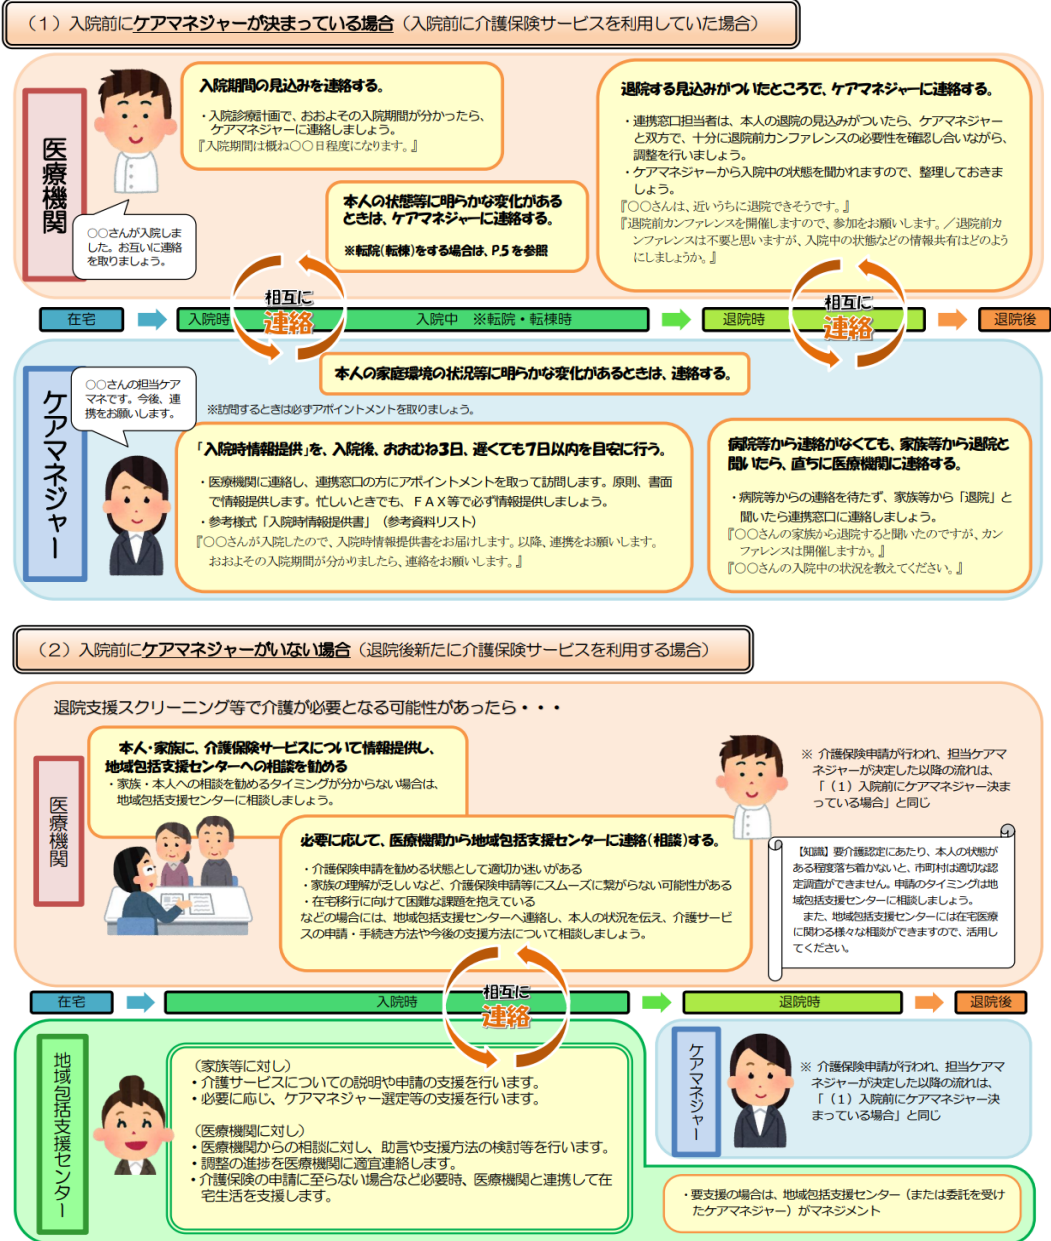 （１）入院前にケアマネジャーが決まっている場合（入院前に介護保険サービスを利用していた場合）
医療機関
入院期間の見込みを連絡する。
・入院診療計画で、おおよその入院期間が分かったら、
ケアマネジャーに連絡しましょう。
『入院期間は概ね〇〇日程度になります。』
退院する見込みがついたところで、ケアマネジャーに連絡する。
・連携窓口担当者は、本人の退院の見込みがついたら、ケアマネジャー
と双方で、十分に退院前カンファレンスの必要性を確認し合いながら、
調整を行いましょう。
・ケアマネジャーから入院中の状態を聞かれますので、整理しておきま
しょう。
『〇〇さんは、近いうちに退院できそうです。』
『退院前カンファレンスを開催しますので、参加をお願いします。／退院前カ
ンファレンスは不要と思いますが、入院中の状態などの情報共有はどのよう
にしましょうか。』
本人の状態等に明らかな変化がある
ときは、ケアマネジャーに連絡する。
※転院(転棟)をする場合は、P.5を参照
〇〇さんが入院しま
した。お互いに連絡
を取りましょう。
相互に
連絡
相互に
連絡
在宅
入院時
入院中　※転院・転棟時
退院時
退院後
ケアマネジャー
〇〇さんの担当ケア
マネです。今後、連
携をお願いします。
本人の家庭環境の状況等に明らかな変化があるときは、連絡する。
※訪問するときは必ずアポイントメントを取りましょう。
「入院時情報提供」を、入院後、おおむね3日、遅くても7日以内を目安に行う。
・医療機関に連絡し、連携窓口の方にアポイントメントを取って訪問します。原則、書面
で情報提供します。忙しいときでも、ＦＡＸ等で必ず情報提供しましょう。
・参考様式「入院時情報提供書」（参考資料リスト）
『〇〇さんが入院したので、入院時情報提供書をお届けします。以降、連携をお願いします。
おおよその入院期間が分かりましたら、連絡をお願いします。』
病院等から連絡がなくても、家族等から退院と
聞いたら、直ちに医療機関に連絡する。
・病院等からの連絡を待たず、家族等から「退院」と
聞いたら連携窓口に連絡しましょう。
『〇〇さんの家族から退院すると聞いたのですが、カン
ファレンスは開催しますか。』
『〇〇さんの入院中の状況を教えてください。』
（２）入院前にケアマネジャーがいない場合（退院後新たに介護保険サービスを利用する場合）
退院支援スクリーニング等で介護が必要となる可能性があったら・・・
医療機関
本人・家族に、介護保険サービスについて情報提供し、
地域包括支援センターへの相談を勧める
・家族・本人への相談を勧めるタイミングが分からない場合は、
地域包括支援センターに相談しましょう。
※ 介護保険申請が行われ、担当ケアマ
ネジャーが決定した以降の流れは、
「（１）入院前にケアマネジャー決ま
っている場合」と同じ
必要に応じて、医療機関から地域包括支援センターに連絡(相談)する。
・介護保険申請を勧める状態として適切か迷いがある
・家族の理解が乏しいなど、介護保険申請等にスムーズに繋がらない可能性がある
・在宅移行に向けて困難な課題を抱えている
などの場合には、地域包括支援センターへ連絡し、本人の状況を伝え、介護サービ
スの申請・手続き方法や今後の支援方法について相談しましょう。
【知識】要介護認定にあたり、本人の状態が
ある程度落ち着かないと、市町村は適切な認
定調査ができません。申請のタイミングは地
域包括支援センターに相談しましょう。
また、地域包括支援センターには在宅医療
に関わる様々な相談ができますので、活用し
てください。
相互に
連絡
在宅
入院時
退院時
退院後
地域包括支援センター
（家族等に対し）
・介護サービスについての説明や申請の支援を行います。
・必要に応じ、ケアマネジャー選定等の支援を行います。
（医療機関に対し）
・医療機関からの相談に対し、助言や支援方法の検討等を行います。
・調整の進捗を医療機関に適宜連絡します。
・介護保険の申請に至らない場合など必要時、医療機関と連携して在
宅生活を支援します。
ケアマネジャー
※ 介護保険申請が行われ、担当ケアマ
ネジャーが決定した以降の流れは、
「（１）入院前にケアマネジャー決
まっている場合」と同じ
・要支援の場合は、地域包括支援センター（または委託を受け
たケアマネジャー）がマネジメント